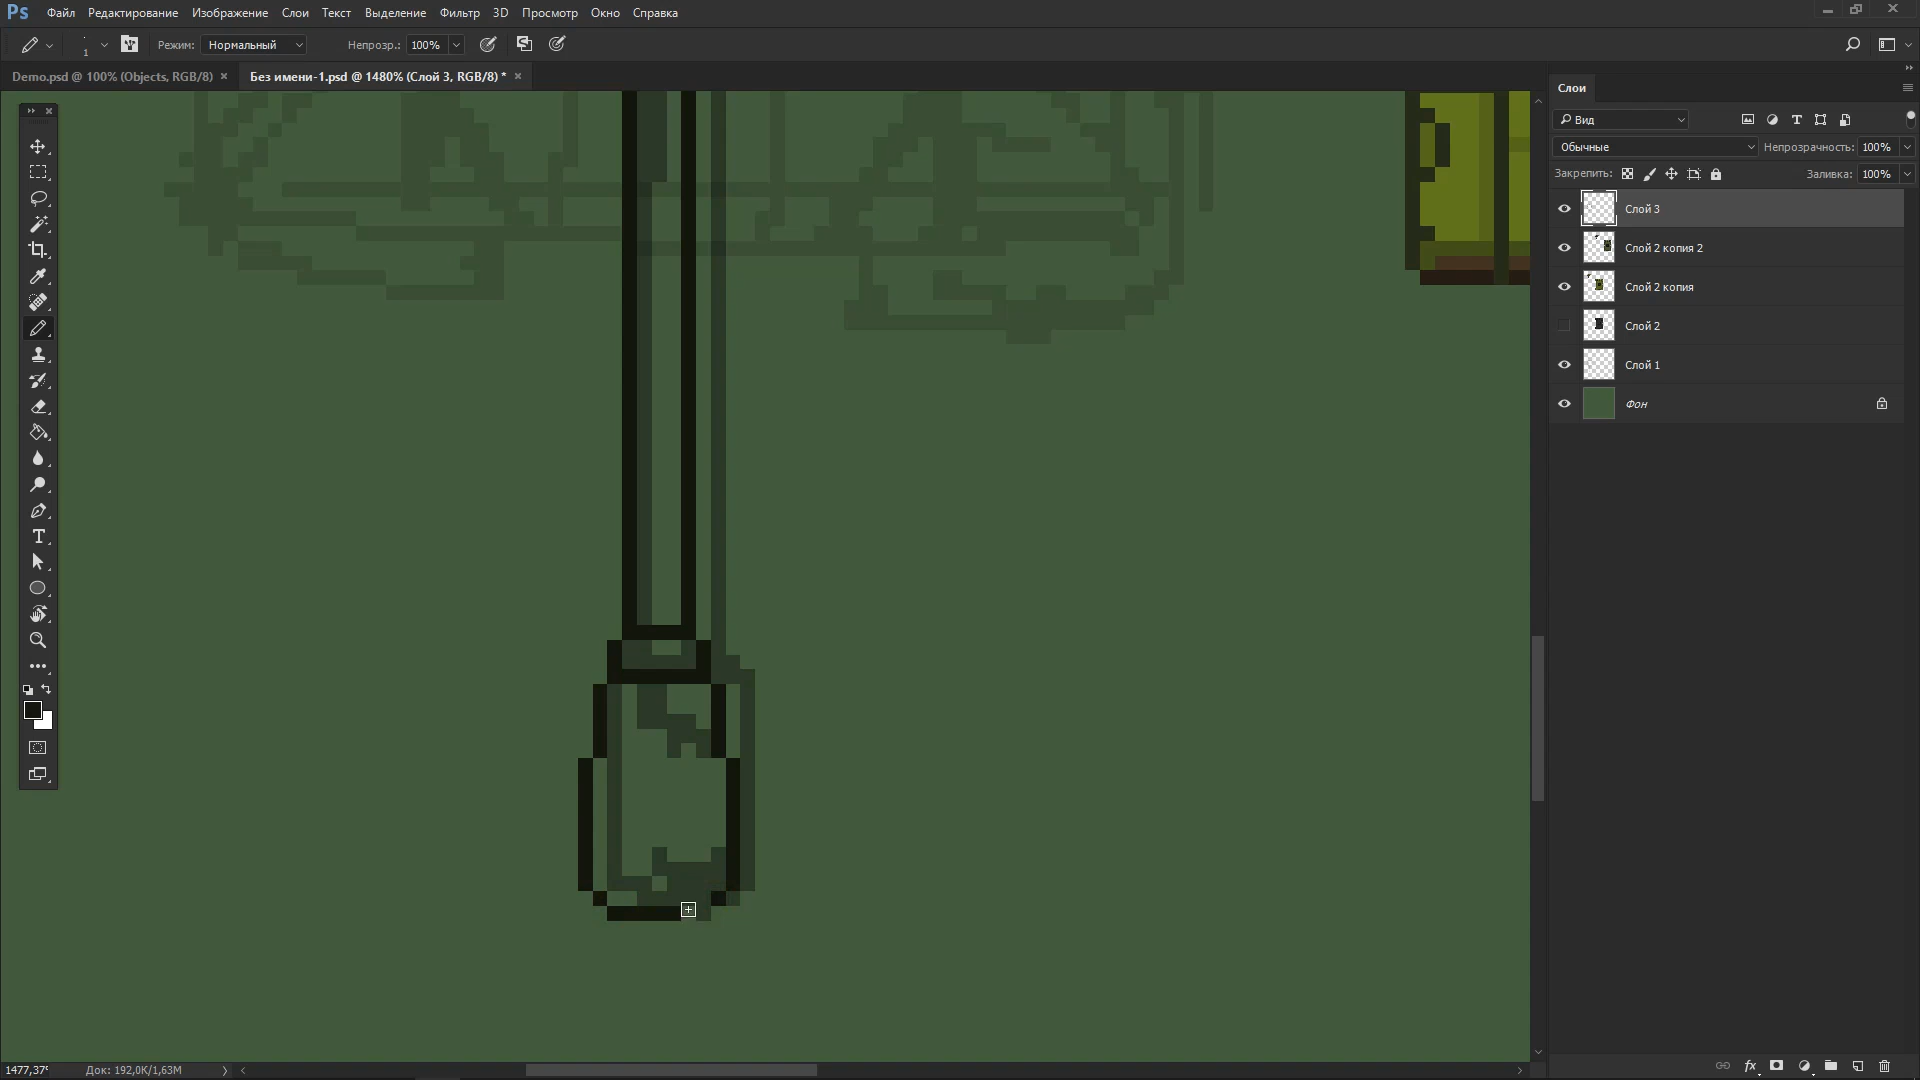 Ps Файл Редактирование Изображение Слои Текст Выделение Фильтр 3D Просмотр Окно Справка
1 Режим: Нормальный Непрозр.: 100%
Demo.psd @ 100% (Objects, RGB/8) × Без имени-1.psd @ 1480% (Слой 3, RGB/8) * ×
Слои
Вид
Обычные Непрозрачность: 100%
Закрепить: Заливка: 100%
Слой 3
Слой 2 копия 2
Слой 2 копия
Слой 2
Слой 1
Фон
1477,37% Док: 192,0K/1,63M